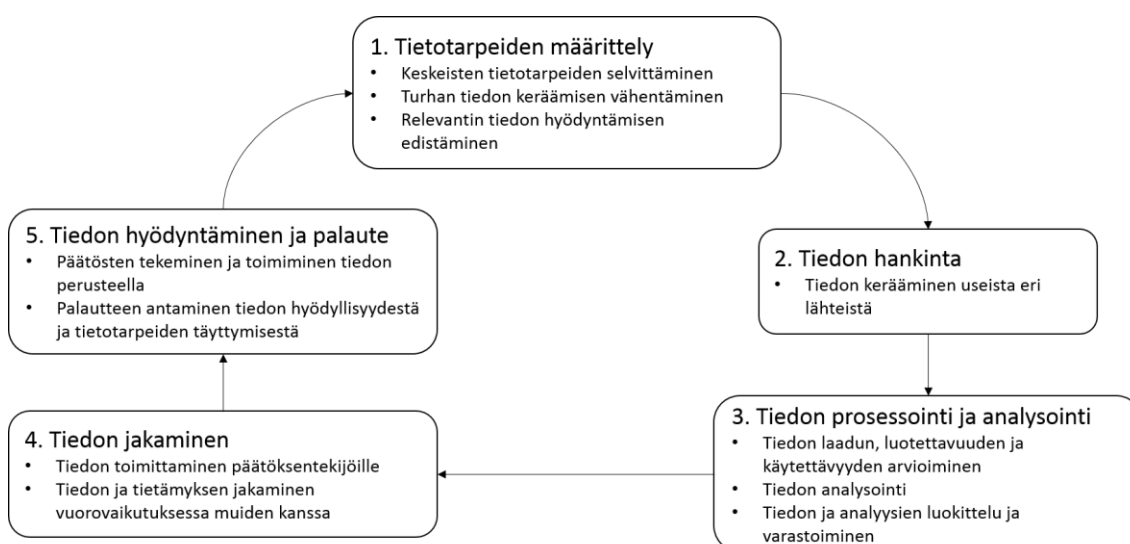 1. Tietotarpeiden määrittely
• Keskeisten tietotarpeiden selvittäminen
• Turhan tiedon keräämisen vähentäminen
• Relevantin tiedon hyödyntämisen
edistäminen
2. Tiedon hankinta
• Tiedon kerääminen useista eri
lähteistä
3. Tiedon prosessointi ja analysointi
• Tiedon laadun, luotettavuuden ja
käytettävyyden arvioiminen
• Tiedon analysointi
• Tiedon ja analyysien luokittelu ja
varastoiminen
4. Tiedon jakaminen
• Tiedon toimittaminen päätöksentekijöille
• Tiedon ja tietämyksen jakaminen
vuorovaikutuksessa muiden kanssa
5. Tiedon hyödyntäminen ja palaute
• Päätösten tekeminen ja toimiminen tiedon
perusteella
• Palautteen antaminen tiedon hyödyllisyydestä
ja tietotarpeiden täyttymisestä